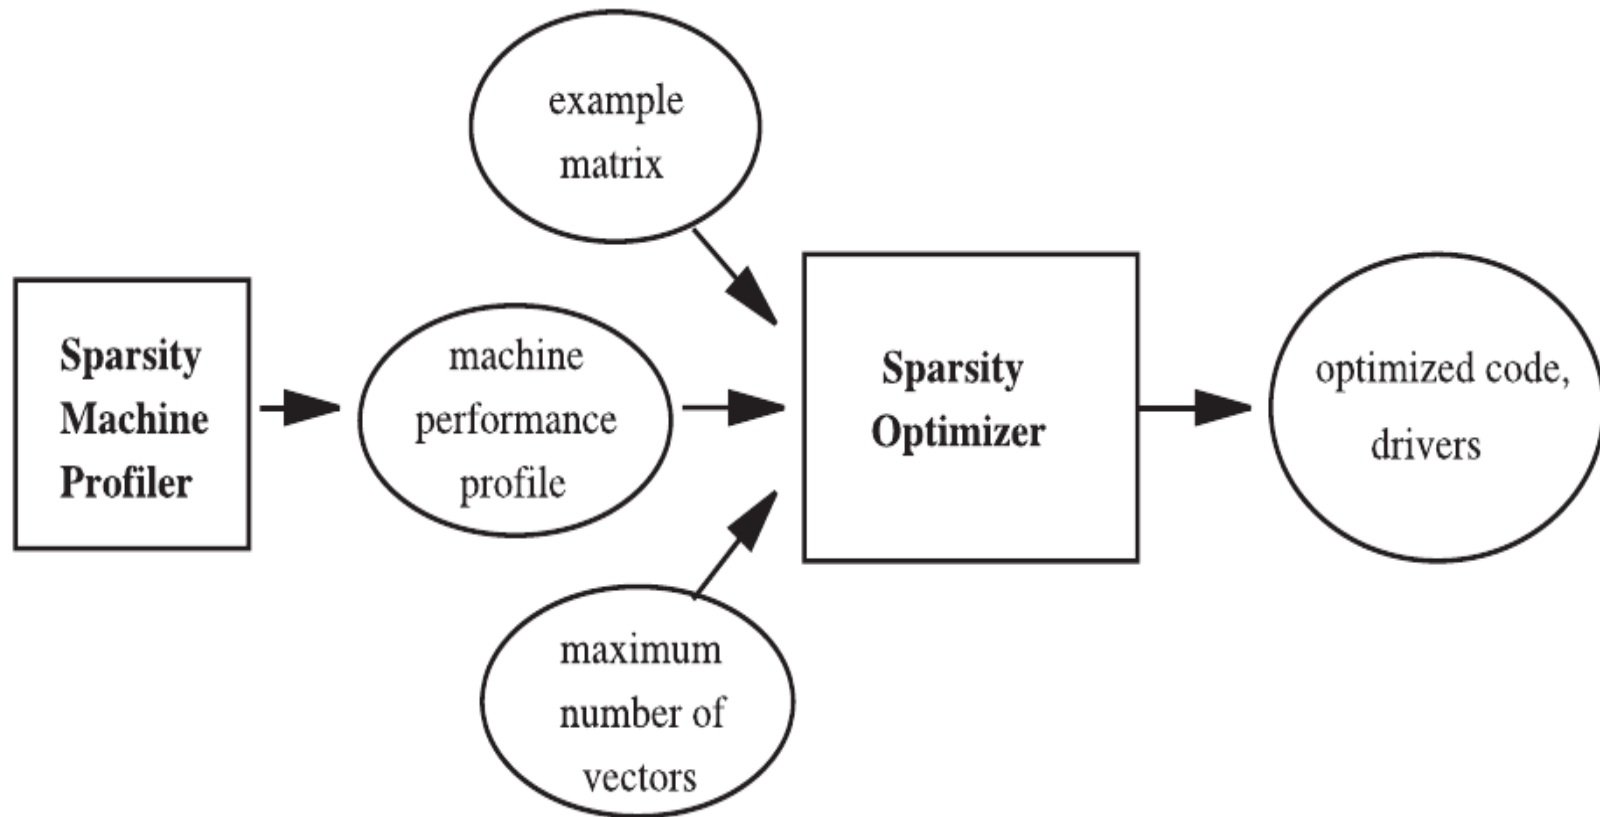 example
matrix
Sparsity
Machine
Profiler
machine
performance
profile
Sparsity
Optimizer
optimized code,
drivers
maximum
number of
vectors